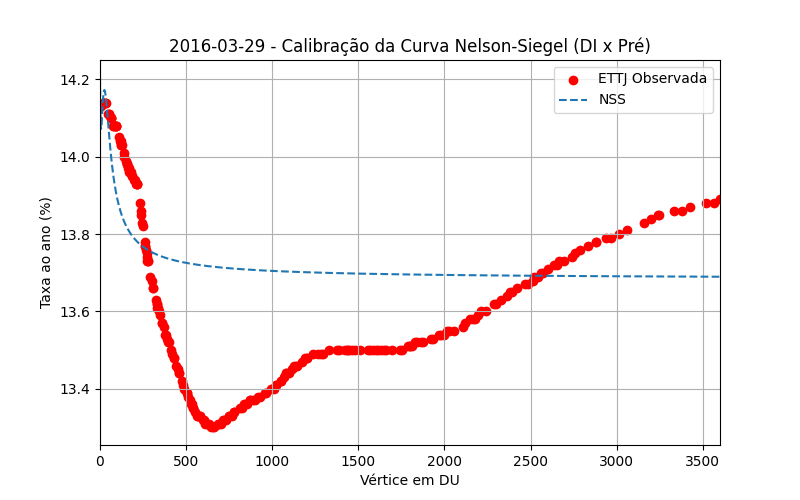 2016-03-29 - Calibração da Curva Nelson-Siegel (DI x Pré)
ETTJ Observada
NSS
Taxa ao ano (%)
14.2
14.0
13.8
13.6
13.4
0 500 1000 1500 2000 2500 3000 3500
Vértice em DU